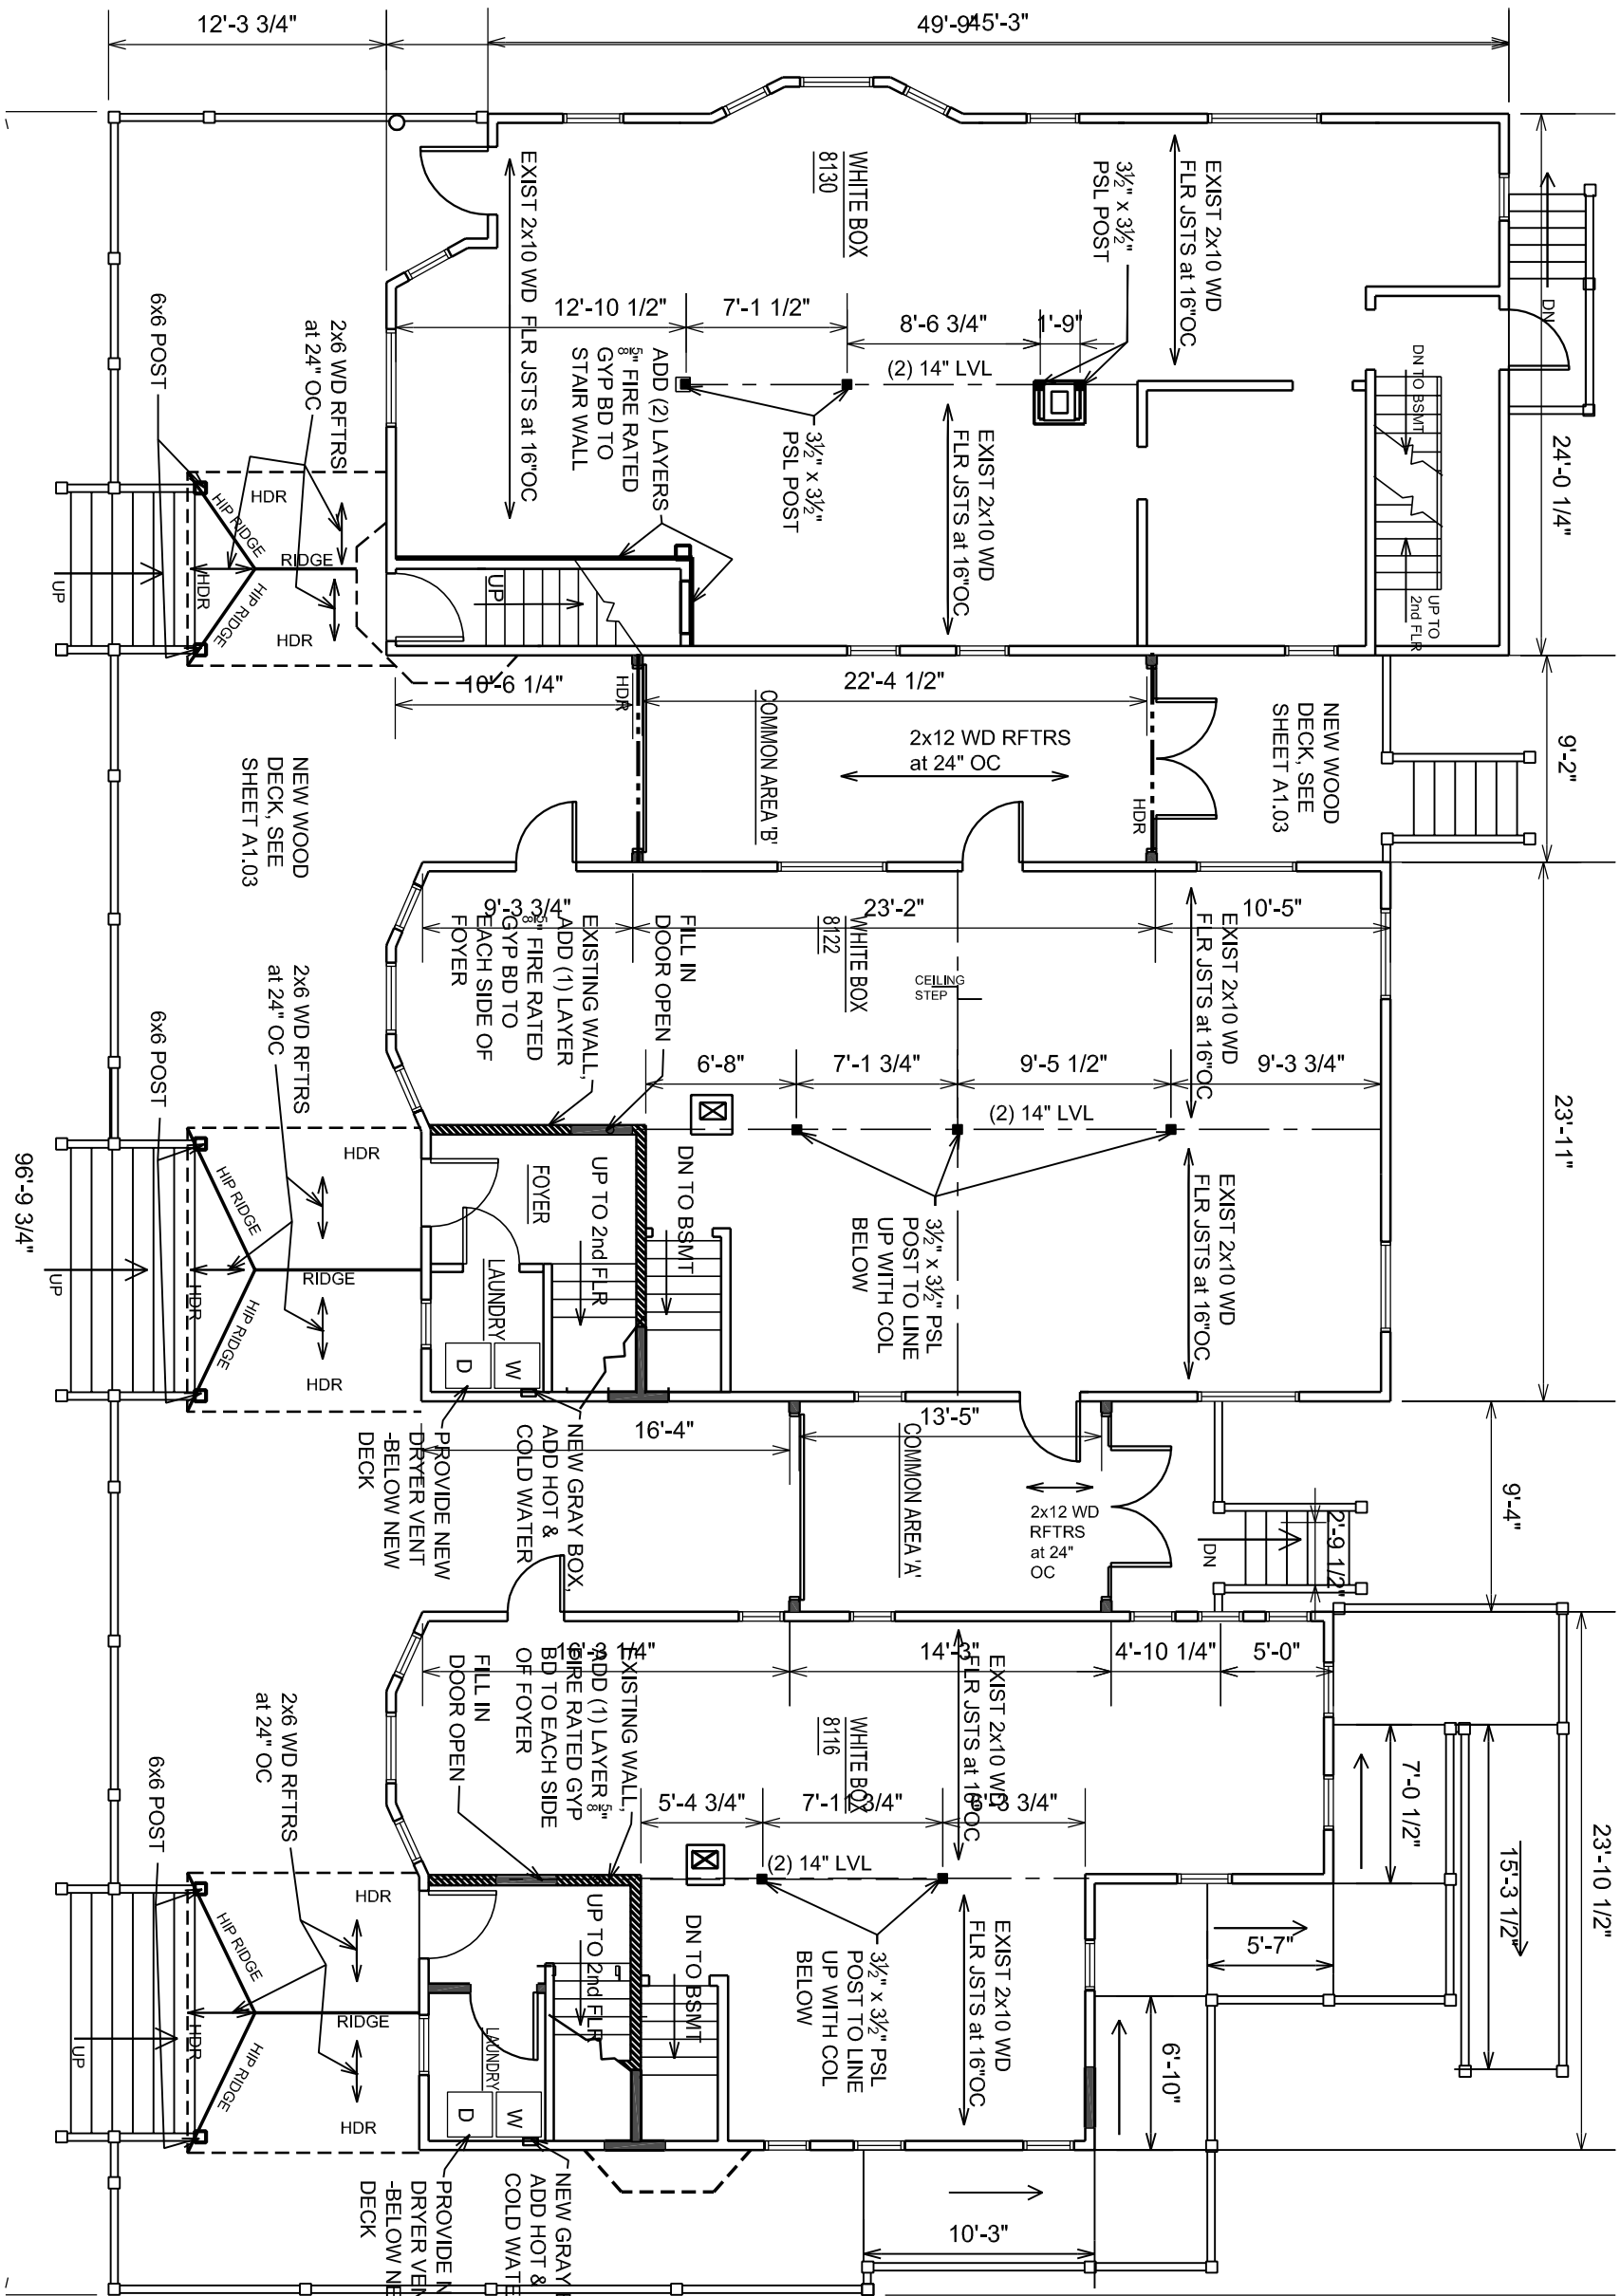 12'-3 3/4"
49'-9"
45'-3"
24'-0 1/4"
EXIST 2x10 WD FLR JSTS at 16"OC
WHITE BOX
8130
3½" x 3½"
PSL POST
EXIST 2x10 WD
FLR JSTS at 16"OC
DN
DN TO BSMT
UP TO
2nd FLR
12'-10 1/2"
7'-1 1/2"
8'-6 3/4"
1'-9"
(2) 14" LVL
3½" x 3½"
PSL POST
EXIST 2x10 WD
FLR JSTS at 16"OC
ADD (2) LAYERS
⅝" FIRE RATED
GYP BD TO
STAIR WALL
6x6 POST
2x6 WD RFTRS
at 24" OC
HDR
HIP RIDGE
RIDGE
HDR
HIP RIDGE
HDR
UP
UP
10'-6 1/4"
HDR
22'-4 1/2"
COMMON AREA 'B'
2x12 WD RFTRS
at 24" OC
HDR
NEW WOOD
DECK, SEE
SHEET A1.03
9'-2"
NEW WOOD
DECK, SEE
SHEET A1.03
9'-3 3/4"
23'-2"
10'-5"
EXISTING WALL,
ADD (1) LAYER
⅝" FIRE RATED
GYP BD TO
EACH SIDE OF
FOYER
FILL IN
DOOR OPEN
WHITE BOX
8122
CEILING
STEP
EXIST 2x10 WD
FLR JSTS at 16"OC
6'-8"
7'-1 3/4"
9'-5 1/2"
9'-3 3/4"
(2) 14" LVL
23'-11"
3½" x 3½" PSL
POST TO LINE
UP WITH COL
BELOW
EXIST 2x10 WD
FLR JSTS at 16"OC
FOYER
UP TO 2nd FLR
DN TO BSMT
LAUNDRY
D
W
6x6 POST
2x6 WD RFTRS
at 24" OC
HDR
HIP RIDGE
RIDGE
HDR
HIP RIDGE
HDR
UP
96'-9 3/4"
PROVIDE NEW
DRYER VENT
-BELOW NEW
DECK
NEW GRAY BOX,
ADD HOT &
COLD WATER
16'-4"
13'-5"
COMMON AREA 'A'
2x12 WD
RFTRS
at 24"
OC
DN
2'-9 1/2"
9'-4"
16'-3 1/4"
14'-3"
4'-10 1/4"
5'-0"
EXISTING WALL,
ADD (1) LAYER ⅝"
FIRE RATED GYP
BD TO EACH SIDE
OF FOYER
FILL IN
DOOR OPEN
WHITE BOX
8116
EXIST 2x10 WD
FLR JSTS at 16"OC
5'-4 3/4"
7'-11 3/4"
3 3/4"
(2) 14" LVL
3½" x 3½" PSL
POST TO LINE
UP WITH COL
BELOW
EXIST 2x10 WD
FLR JSTS at 16"OC
7'-0 1/2"
15'-3 1/2"
23'-10 1/2"
5'-7"
6'-10"
10'-3"
UP TO 2nd FLR
DN TO BSMT
LAUNDRY
D
W
6x6 POST
2x6 WD RFTRS
at 24" OC
HDR
HIP RIDGE
RIDGE
HDR
HIP RIDGE
HDR
UP
PROVIDE N
DRYER VEN
-BELOW NE
DECK
NEW GRAY
ADD HOT &
COLD WATE